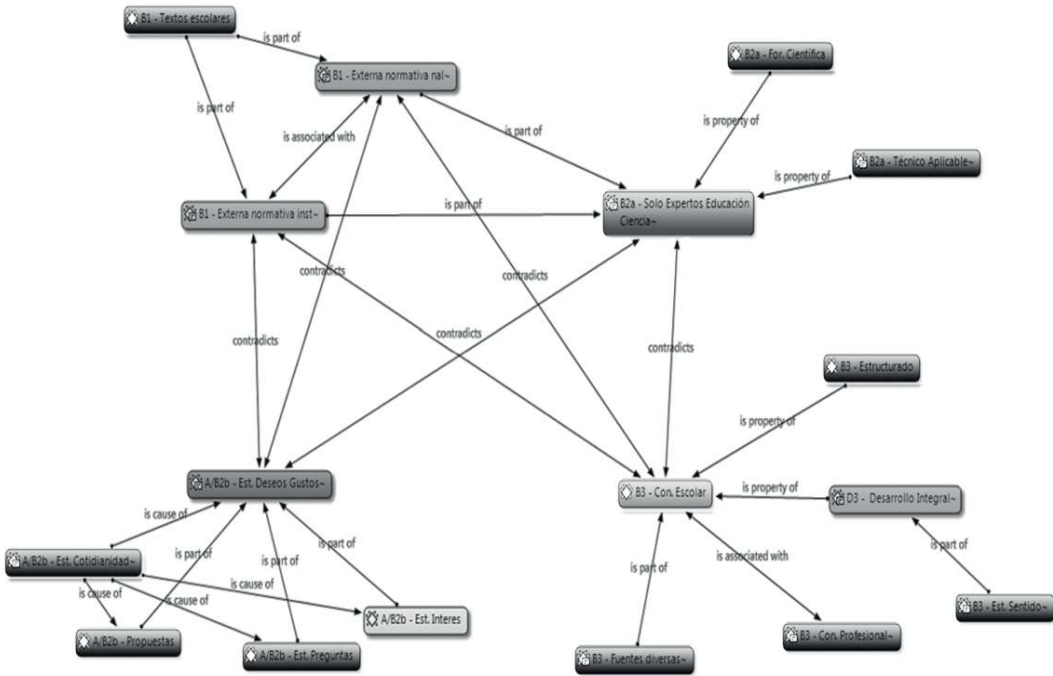 B1 - Textos escolares
is part of
B1 - Externa normativa nal~
B2a - For. Científica
is part of
is associated with
is part of
is property of
B2a - Técnico Aplicable~
is property of
B1 - Externa normativa inst~
is part of
B2a - Solo Expertos Educación
Ciencia~
contradicts
contradicts
contradicts
contradicts
contradicts
B3 - Estructurado
is property of
A/B2b - Est. Deseos Gustos~
B3 - Con. Escolar
is property of
D3 - Desarrollo Integral~
is cause of
is part of
is part of
is part of
is associated with
is part of
is part of
A/B2b - Est. Cotidianidad~
is cause of
is cause of
is cause of
A/B2b - Est. Interes
B3 - Est. Sentido~
A/B2b - Propuestas
A/B2b - Est. Preguntas
B3 - Con. Profesional~
B3 - Fuentes diversas~